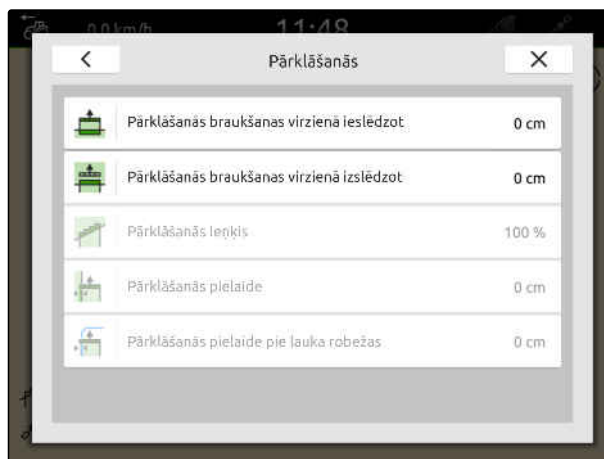 0.0 km/h 11:48
Pārklāšanās
Pārklāšanās braukšanas virzienā ieslēdzot 0 cm
Pārklāšanās braukšanas virzienā izslēdzot 0 cm
Pārklāšanās leņķis 100 %
Pārklāšanās pielaide 0 cm
Pārklāšanās pielaide pie lauka robežas 0 cm